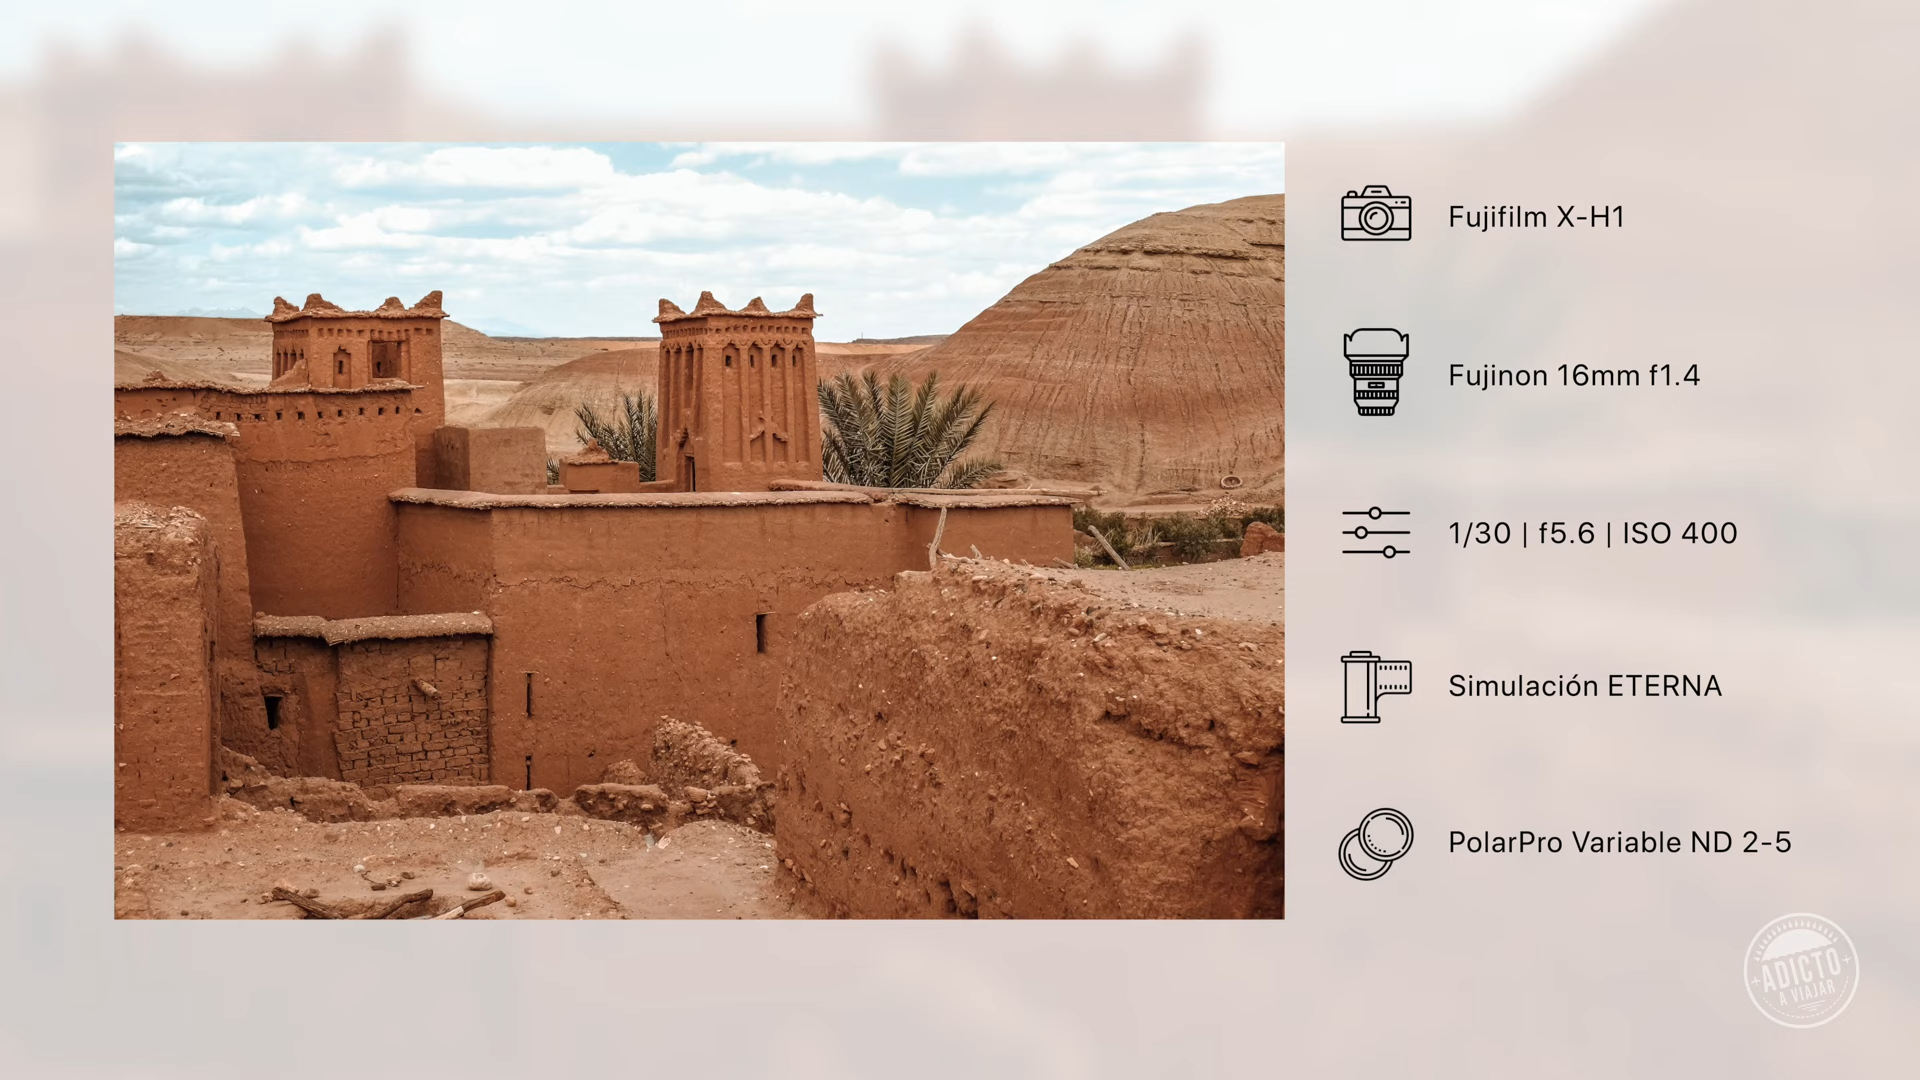 Fujifilm X-H1
Fujinon 16mm f1.4
1/30 | f5.6 | ISO 400
Simulación ETERNA
PolarPro Variable ND 2-5
ADICTO
A VIAJAR